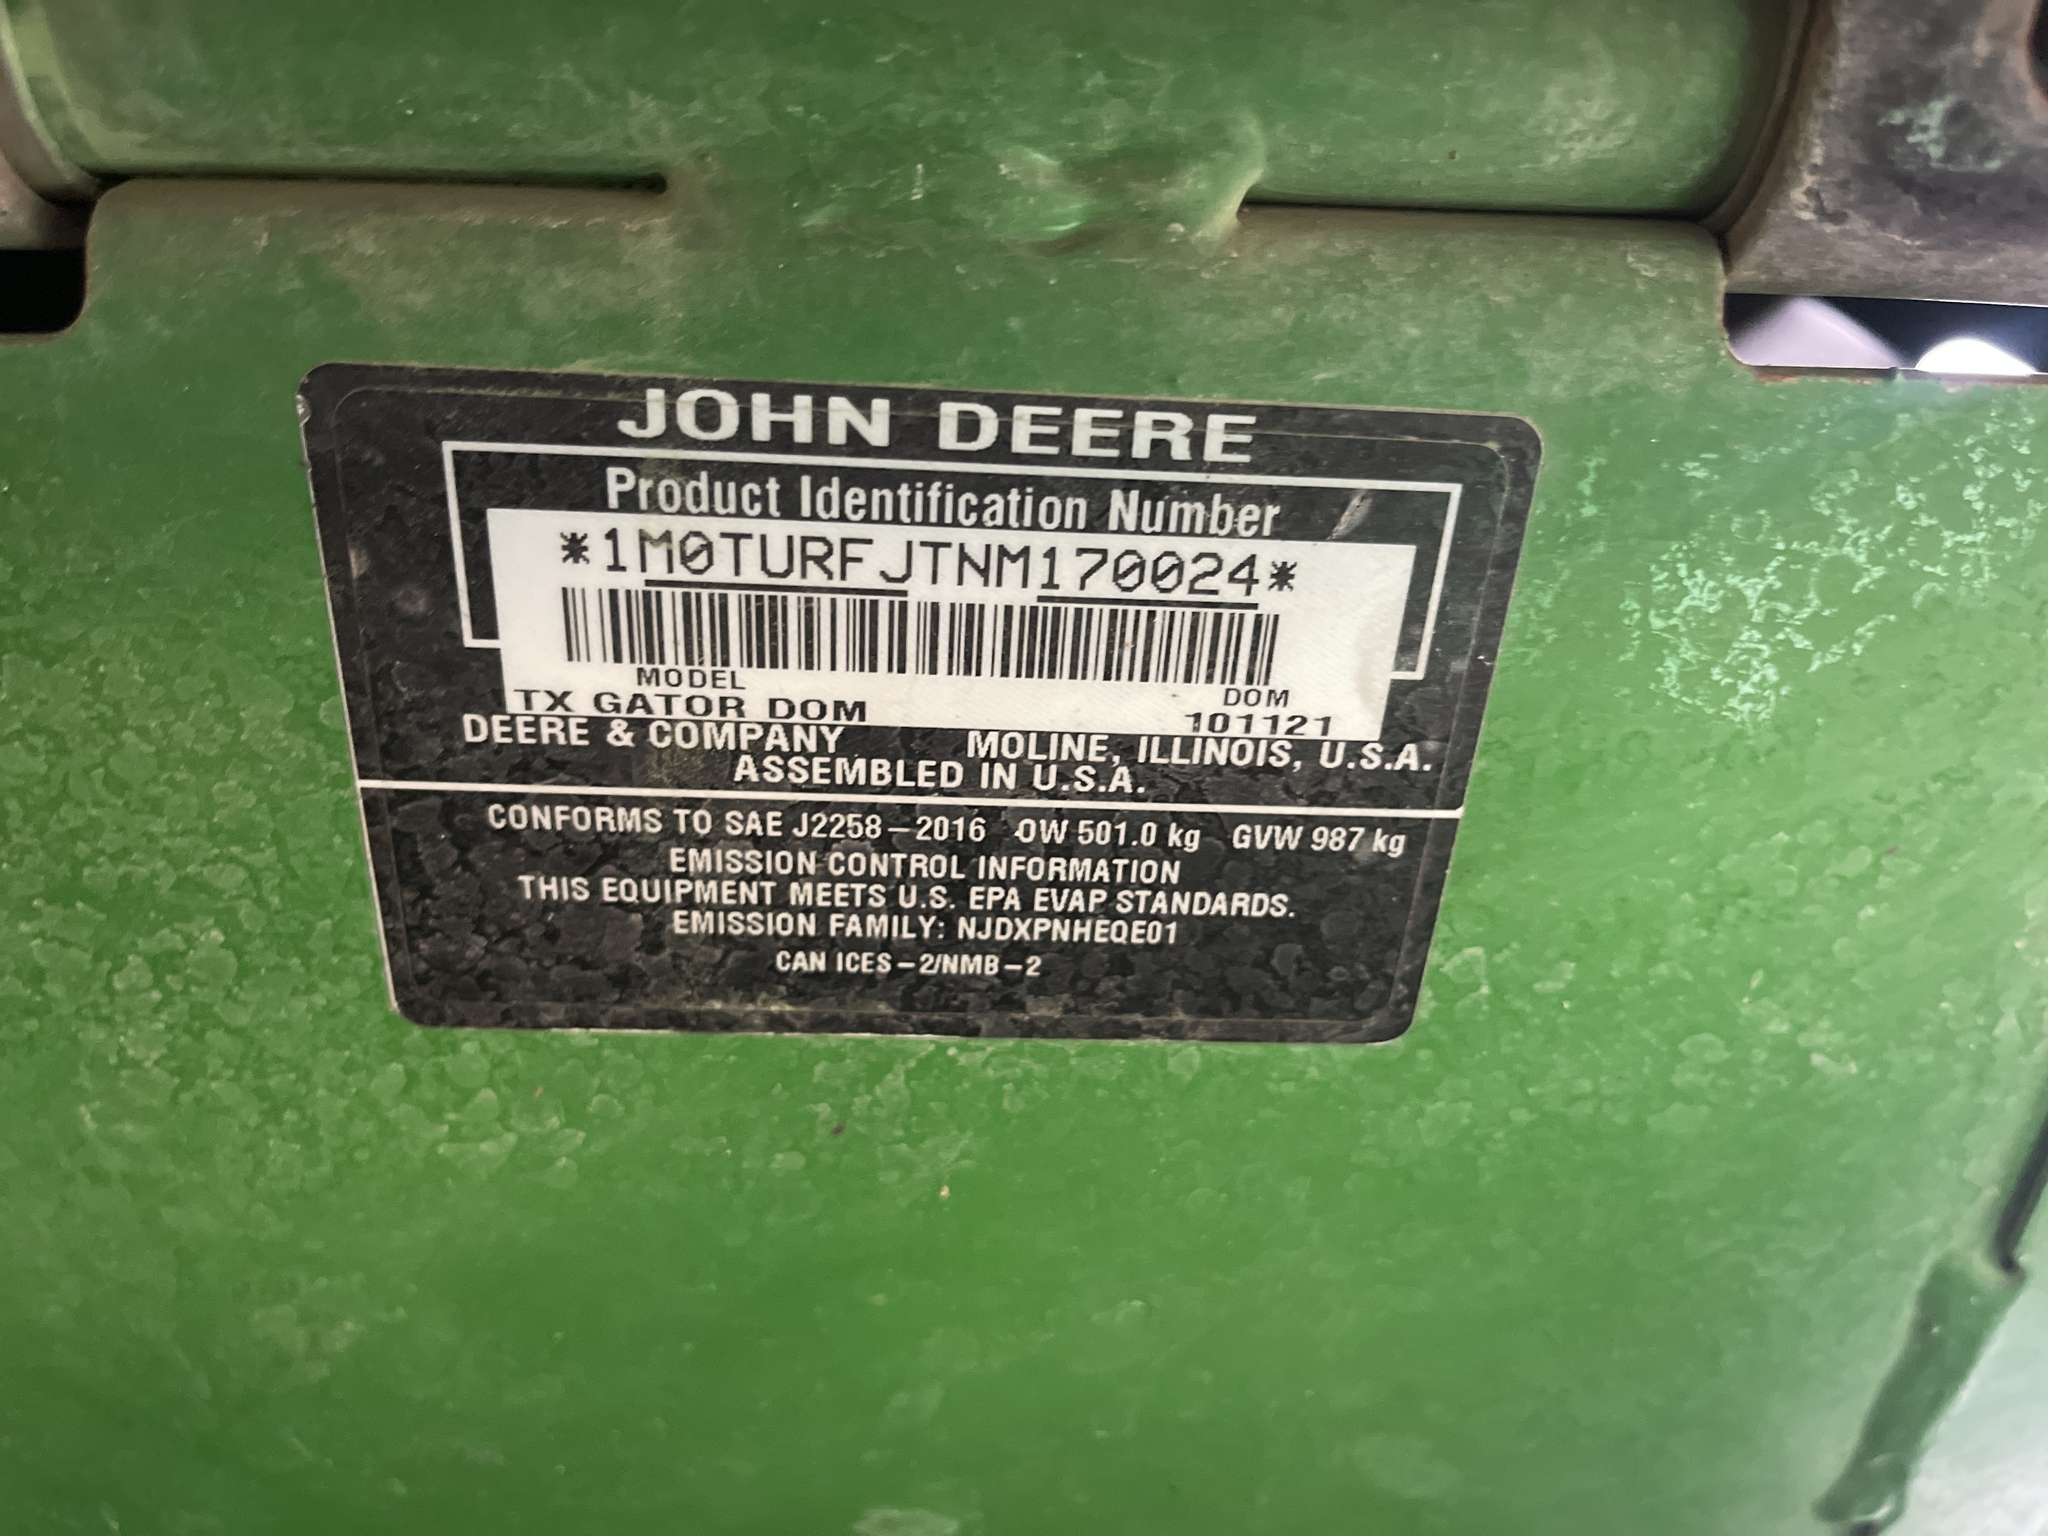 JOHN DEERE
Product Identification Number
*1M0TURFJTNM170024*
MODEL DOM
TX GATOR DOM 101121
DEERE & COMPANY MOLINE, ILLINOIS, U.S.A.
ASSEMBLED IN U.S.A.
CONFORMS TO SAE J2258-2016 OW 501.0 kg GVW 987 kg
EMISSION CONTROL INFORMATION
THIS EQUIPMENT MEETS U.S. EPA EVAP STANDARDS.
EMISSION FAMILY: NJDXPNHEQE01
CAN ICES-2/NMB-2